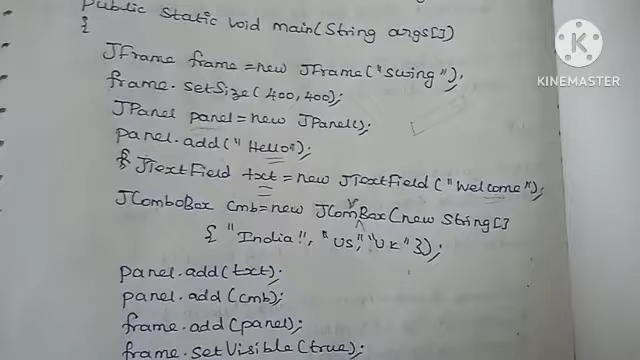 public static void main(String args[])
{
JFrame frame = new JFrame("Swing");
frame.setSize(400,400);
JPanel panel = new JPanel();
panel.add("Hello");
JTextField txt = new JTextField("Welcome");
JComboBox cmb = new JComBox(new String[]
{"India", "US", "UK"});
panel.add(txt);
panel.add(cmb);
frame.add(panel);
frame.setVisible(true);
KINEMASTER